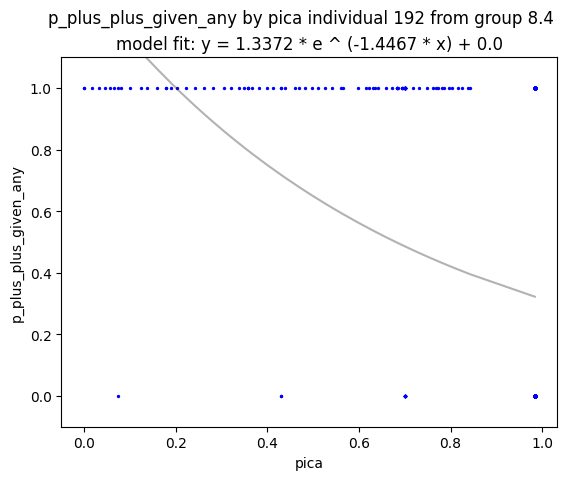 p_plus_plus_given_any by pica individual 192 from group 8.4
model fit: y = 1.3372 * e ^ (-1.4467 * x) + 0.0
1.0
0.8
0.6
0.4
0.2
0.0
p_plus_plus_given_any
0.0 0.2 0.4 0.6 0.8 1.0
pica